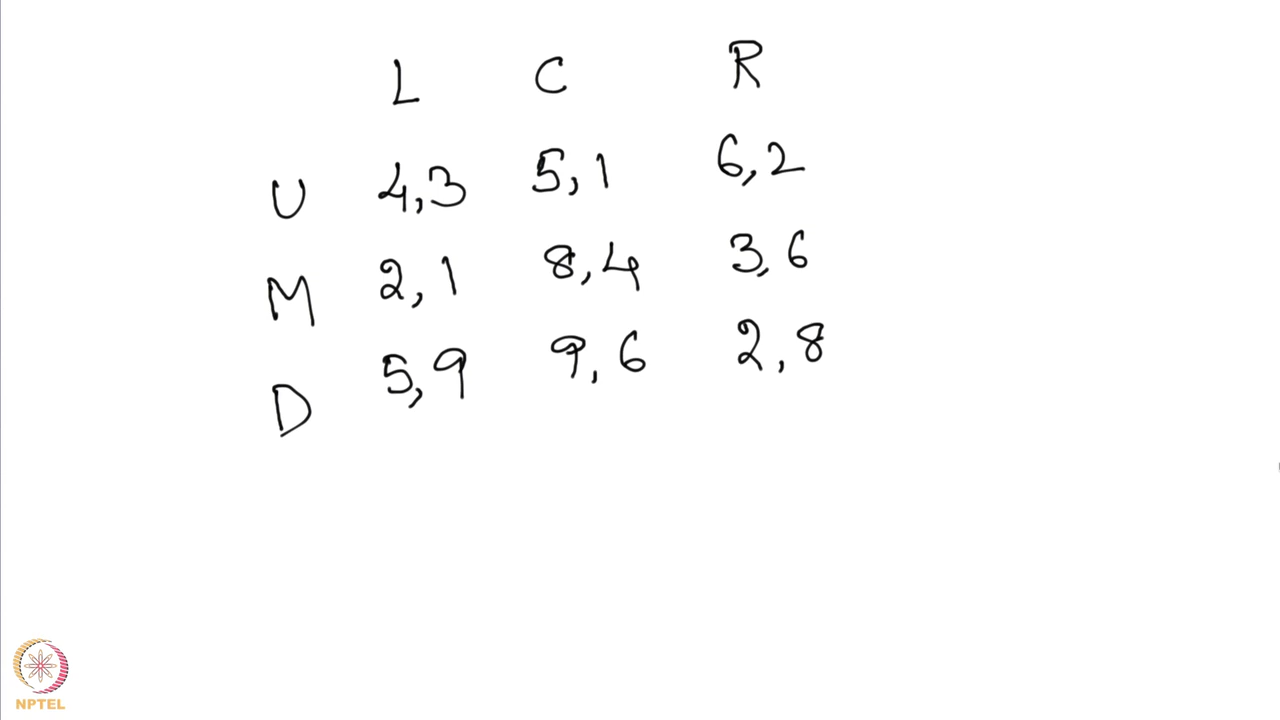 L C R
U 4,3 5,1 6,2
M 2,1 8,4 3,6
D 5,9 9,6 2,8
NPTEL